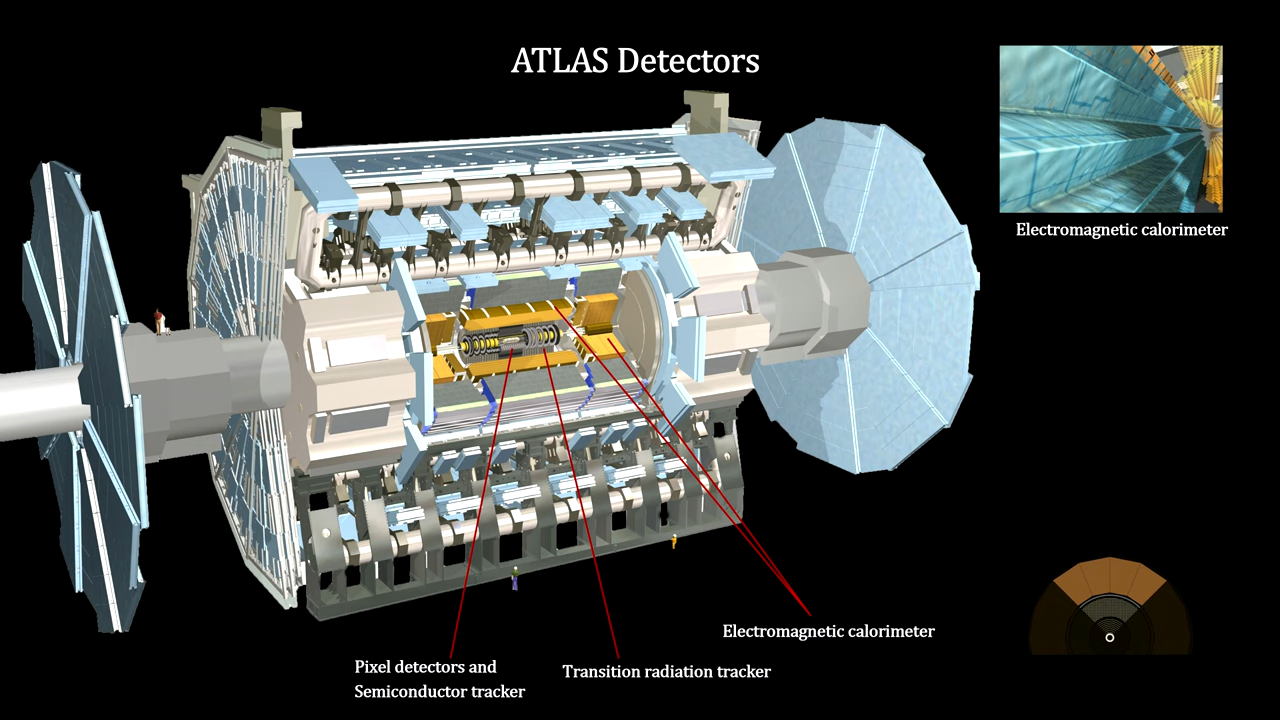 ATLAS Detectors
Electromagnetic calorimeter
Electromagnetic calorimeter
Pixel detectors and
Semiconductor tracker
Transition radiation tracker